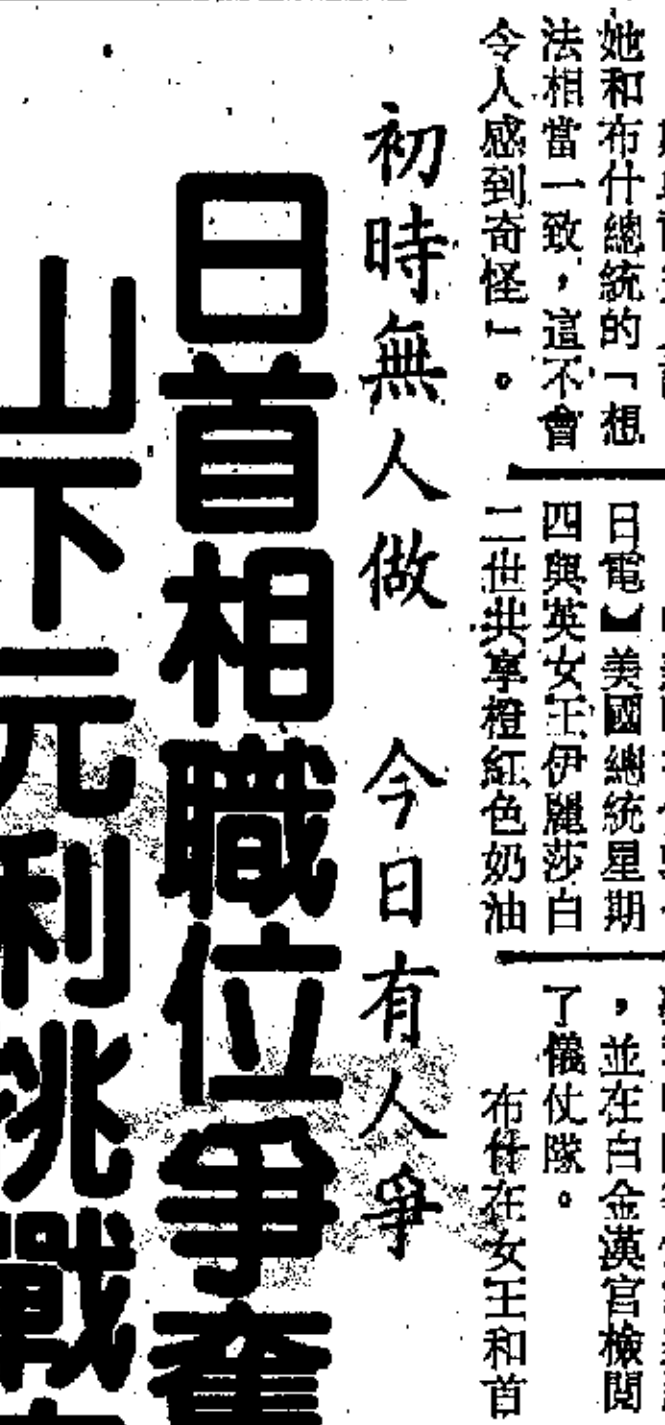 她和布什總統的「想
法相當一致,這不會
令人感到奇怪」。
日電】美國總統星期
四與英女王伊麗莎白
二世共享橙紅色奶油
,並在白金漢宮檢閱
了儀仗隊。
布什在女王和首
初時無人做 今日有人爭
日首相職位爭奪
山下元利挑戰